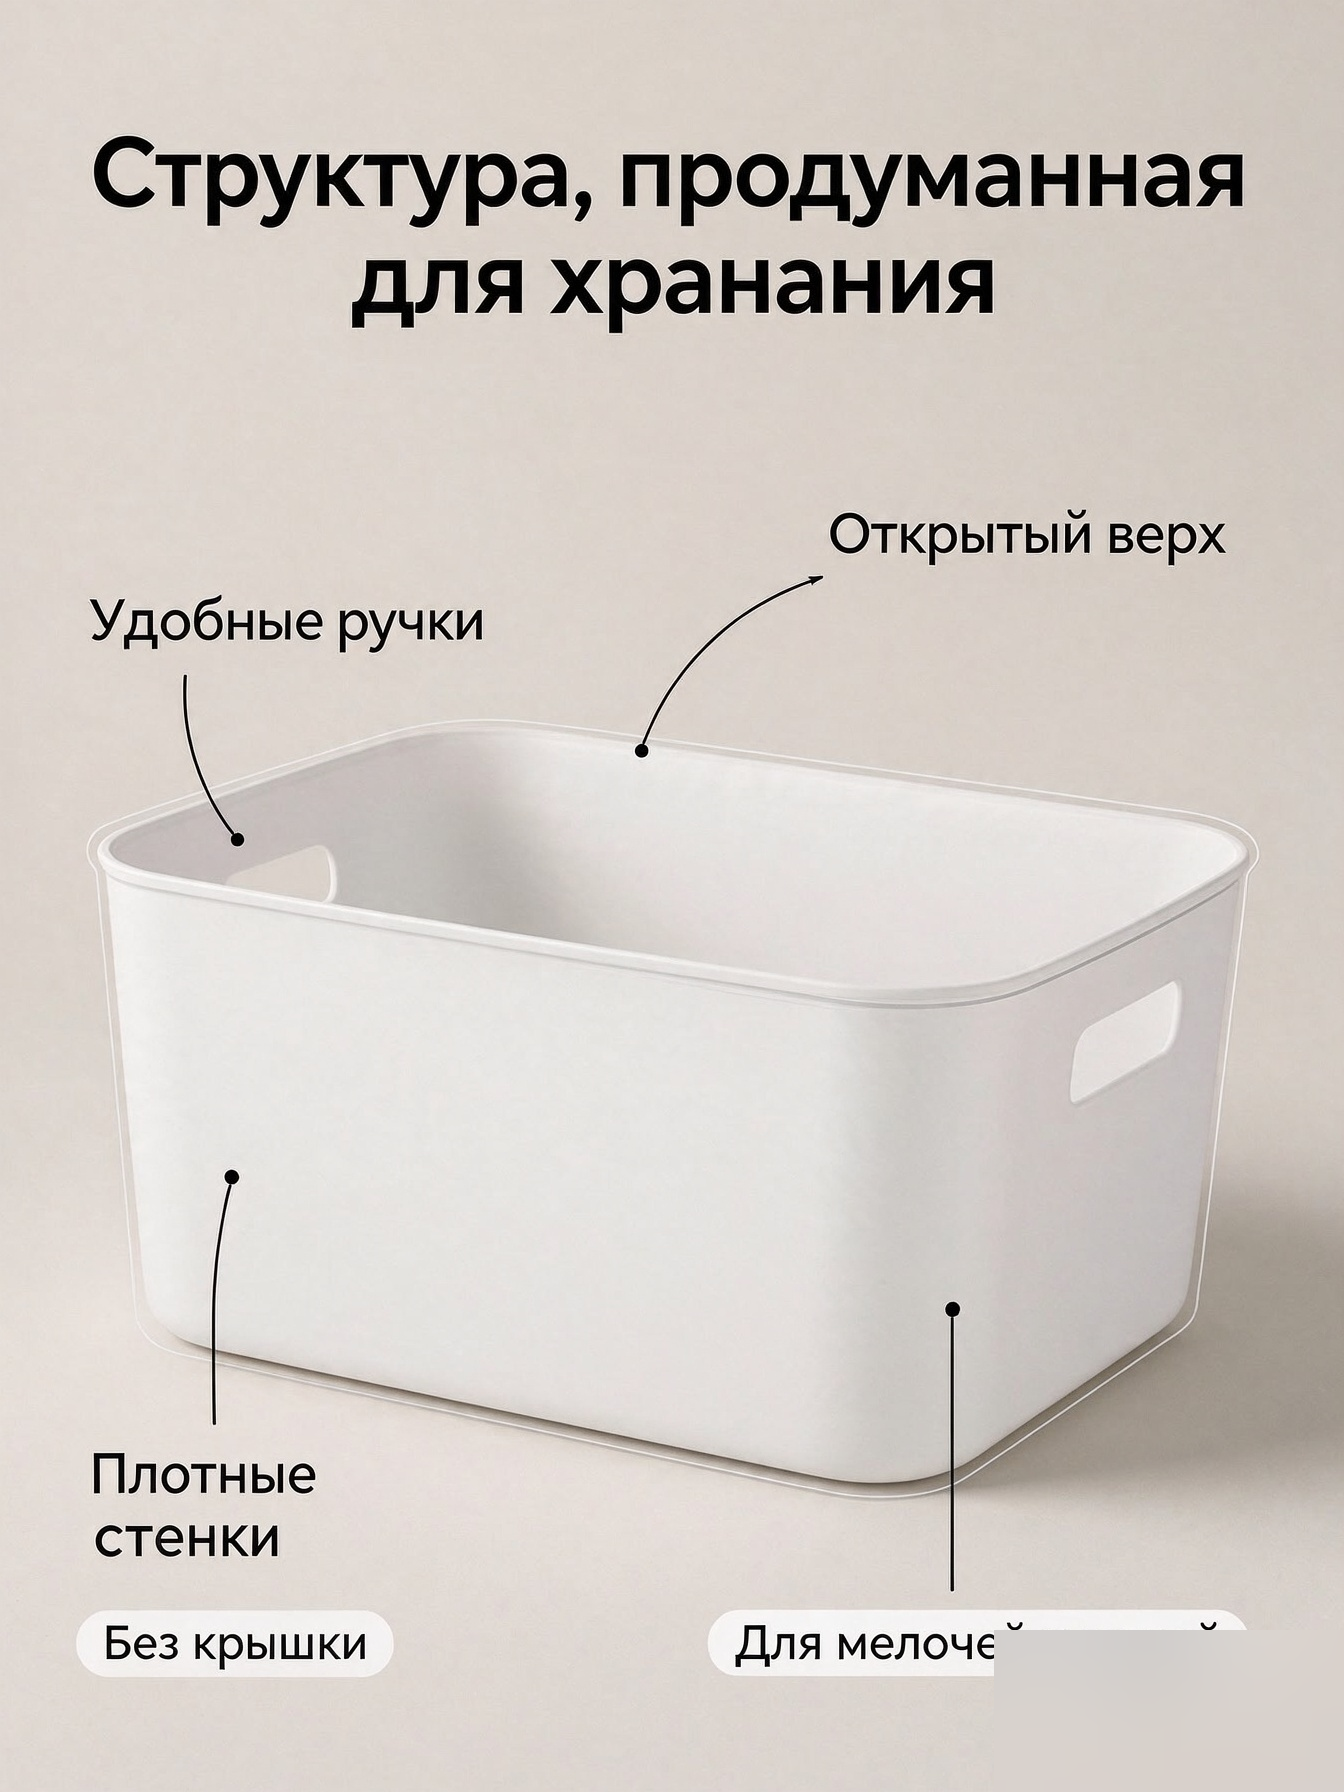 Структура, продуманная
для хранания
Открытый верх
Удобные ручки
Плотные
стенки
Без крышки
Для мелочей